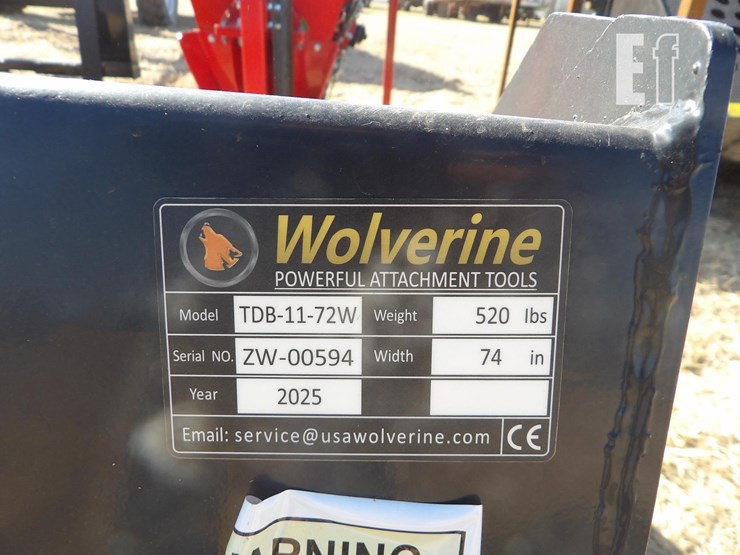 Ef
Wolverine
POWERFUL ATTACHMENT TOOLS
Model TDB-11-72W Weight 520 lbs
Serial NO. ZW-00594 Width 74 in
Year 2025
Email: service@usawolverine.com CE